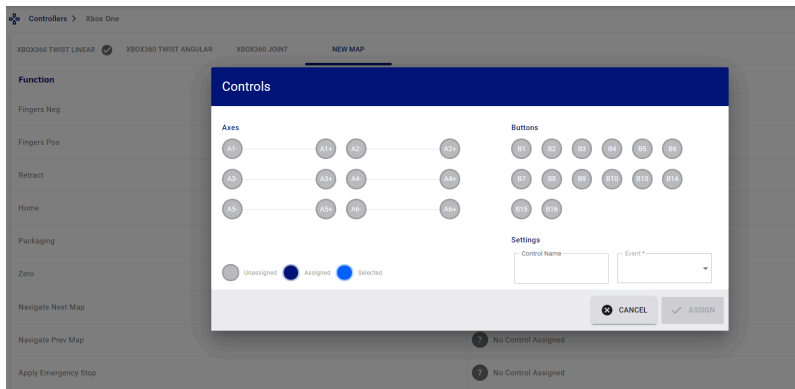 Controllers > Xbox One
XBOX360 TWIST LINEAR XBOX360 TWIST ANGULAR XBOX360 JOINT NEW MAP
Function
Fingers Neg
Fingers Pos
Retract
Home
Packaging
Zero
Navigate Next Map
Navigate Prev Map
? No Control Assigned
Apply Emergency Stop
? No Control Assigned
Controls
Axes
A1- A1+ A2- A2+
A3- A3+ A4- A4+
A5- A5+ A6- A6+
Unassigned Assigned Selected
Buttons
B1 B2 B3 B4 B5 B6
B7 B8 B9 B10 B13 B14
B15 B16
Settings
Control Name Event *
CANCEL ASSIGN